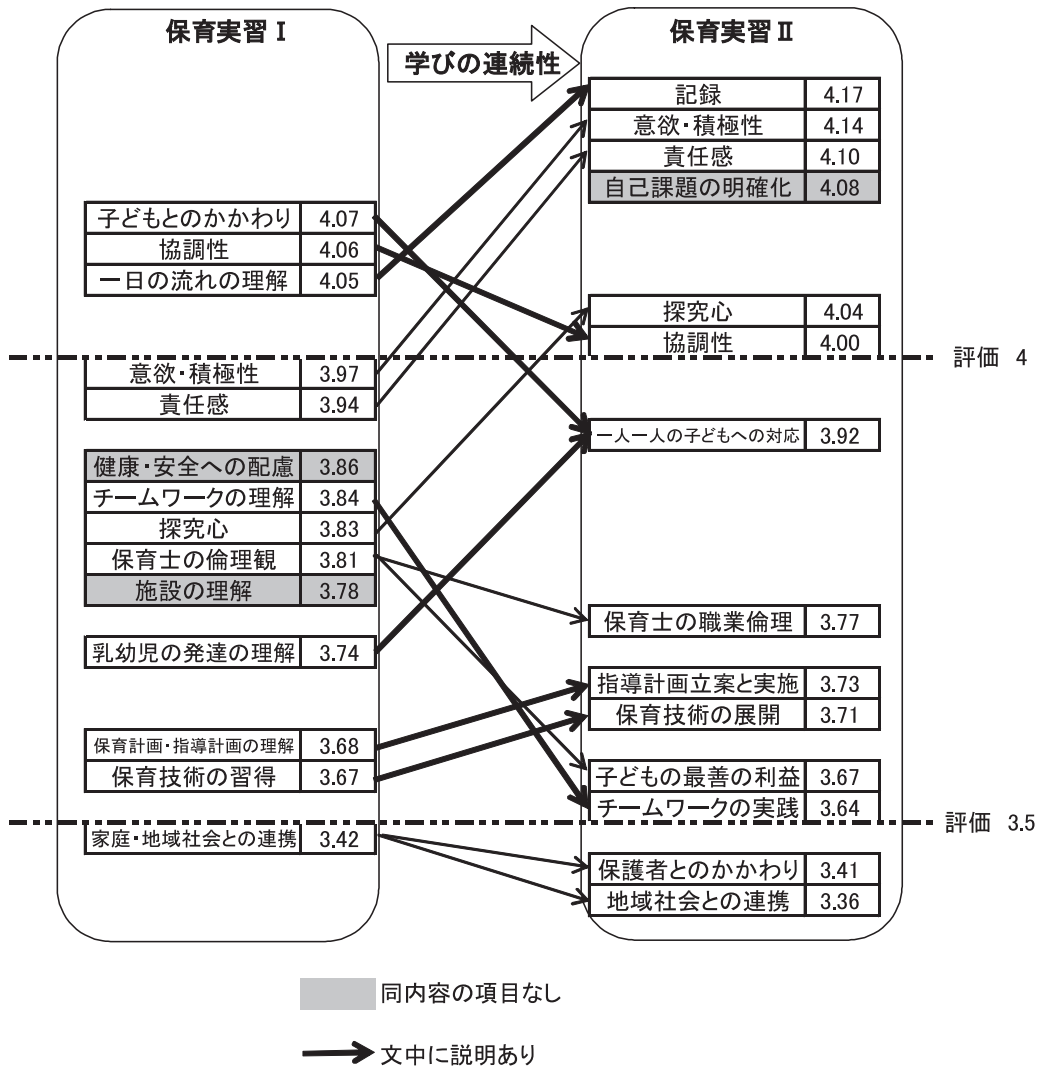 保育実習Ⅰ
学びの連続性
保育実習Ⅱ
子どもとのかかわり 4.07
協調性 4.06
一日の流れの理解 4.05
意欲・積極性 3.97
責任感 3.94
健康・安全への配慮 3.86
チームワークの理解 3.84
探究心 3.83
保育士の倫理観 3.81
施設の理解 3.78
乳幼児の発達の理解 3.74
保育計画・指導計画の理解 3.68
保育技術の習得 3.67
家庭・地域社会との連携 3.42
記録 4.17
意欲・積極性 4.14
責任感 4.10
自己課題の明確化 4.08
探究心 4.04
協調性 4.00
評価 4
一人一人の子どもへの対応 3.92
保育士の職業倫理 3.77
指導計画立案と実施 3.73
保育技術の展開 3.71
子どもの最善の利益 3.67
チームワークの実践 3.64
評価 3.5
保護者とのかかわり 3.41
地域社会との連携 3.36
同内容の項目なし
文中に説明あり